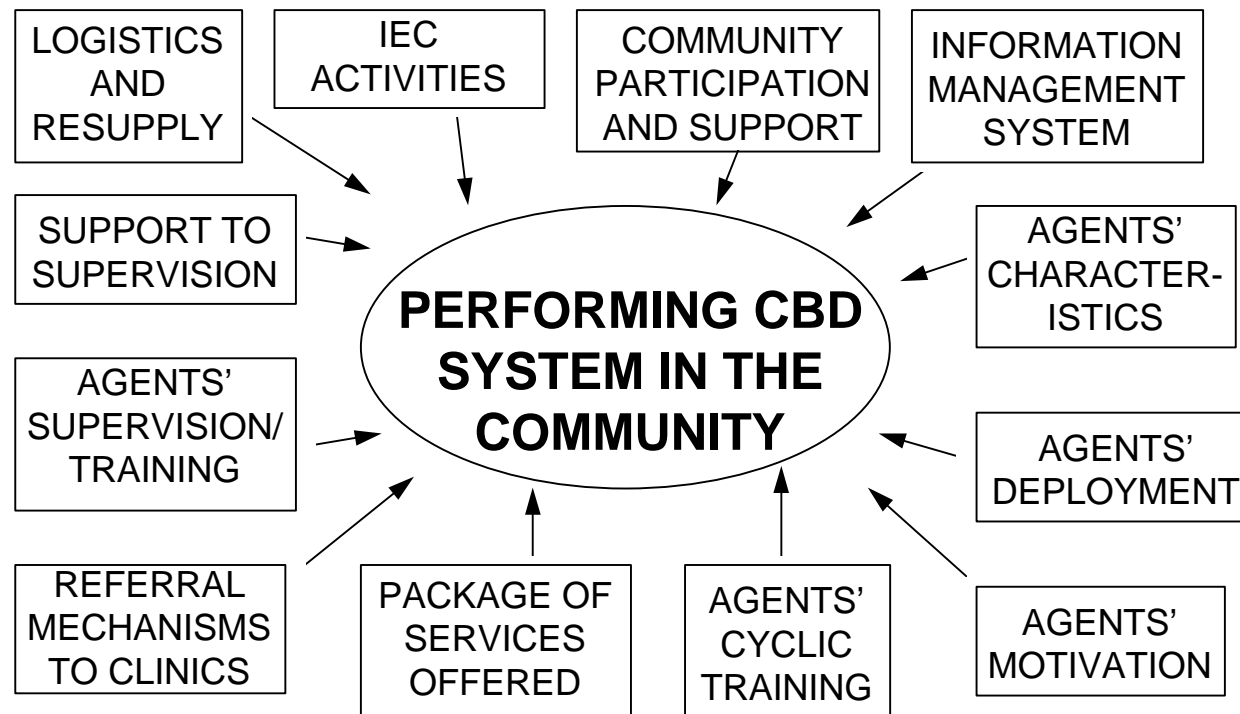 LOGISTICS
AND
RESUPPLY
IEC
ACTIVITIES
COMMUNITY
PARTICIPATION
AND SUPPORT
INFORMATION
MANAGEMENT
SYSTEM
SUPPORT TO
SUPERVISION
AGENTS’
CHARACTER-
ISTICS
PERFORMING CBD
SYSTEM IN THE
COMMUNITY
AGENTS’
SUPERVISION/
TRAINING
AGENTS’
DEPLOYMENT
REFERRAL
MECHANISMS
TO CLINICS
PACKAGE OF
SERVICES
OFFERED
AGENTS’
CYCLIC
TRAINING
AGENTS’
MOTIVATION